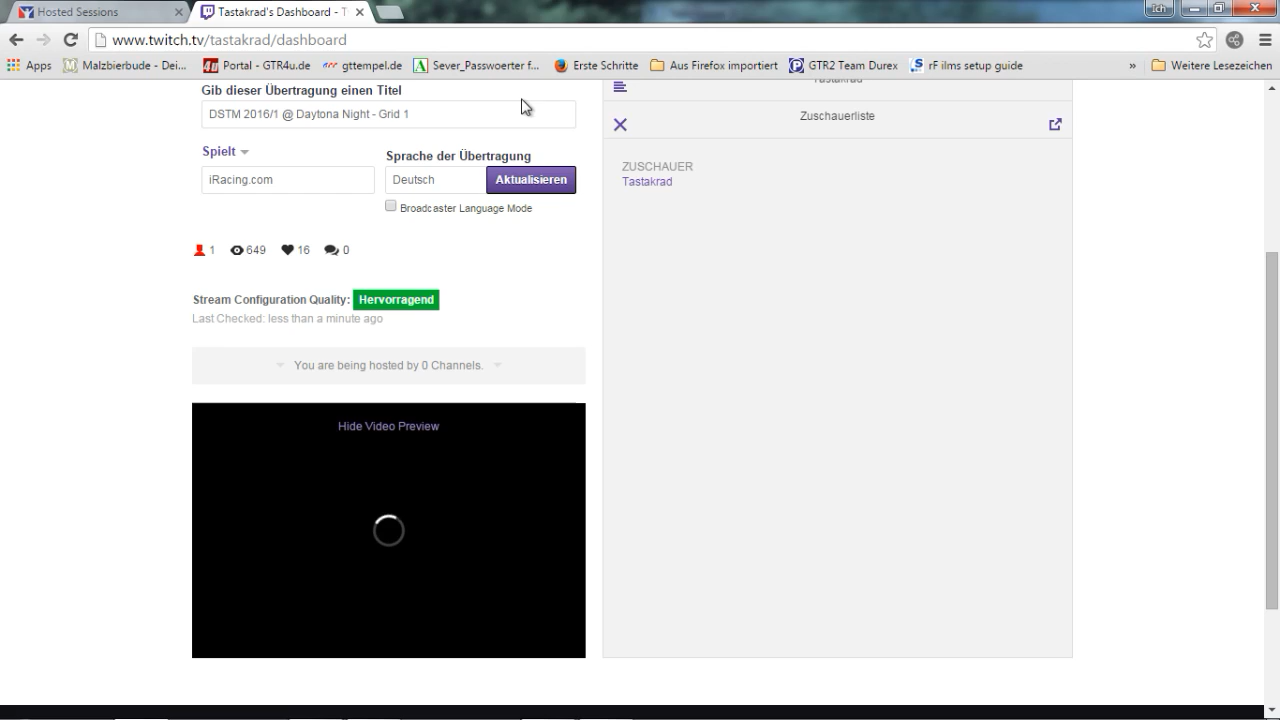 Hosted Sessions
Tastakrad's Dashboard - T
Ich
www.twitch.tv/tastakrad/dashboard
Apps
Malzbierbude - Dei...
4u
Portal - GTR4u.de
gttempel.de
A
Sever_Passwoerter f...
Erste Schritte
Aus Firefox importiert
GTR2 Team Durex
rF ilms setup guide
»
Weitere Lesezeichen
Gib dieser Übertragung einen Titel
DSTM 2016/1 @ Daytona Night - Grid 1
Spielt
Sprache der Übertragung
iRacing.com
Deutsch
Aktualisieren
Broadcaster Language Mode
1 649 16 0
Stream Configuration Quality: Hervorragend
Last Checked: less than a minute ago
You are being hosted by 0 Channels.
Hide Video Preview
Tastakrad
Zuschauerliste
ZUSCHAUER
Tastakrad